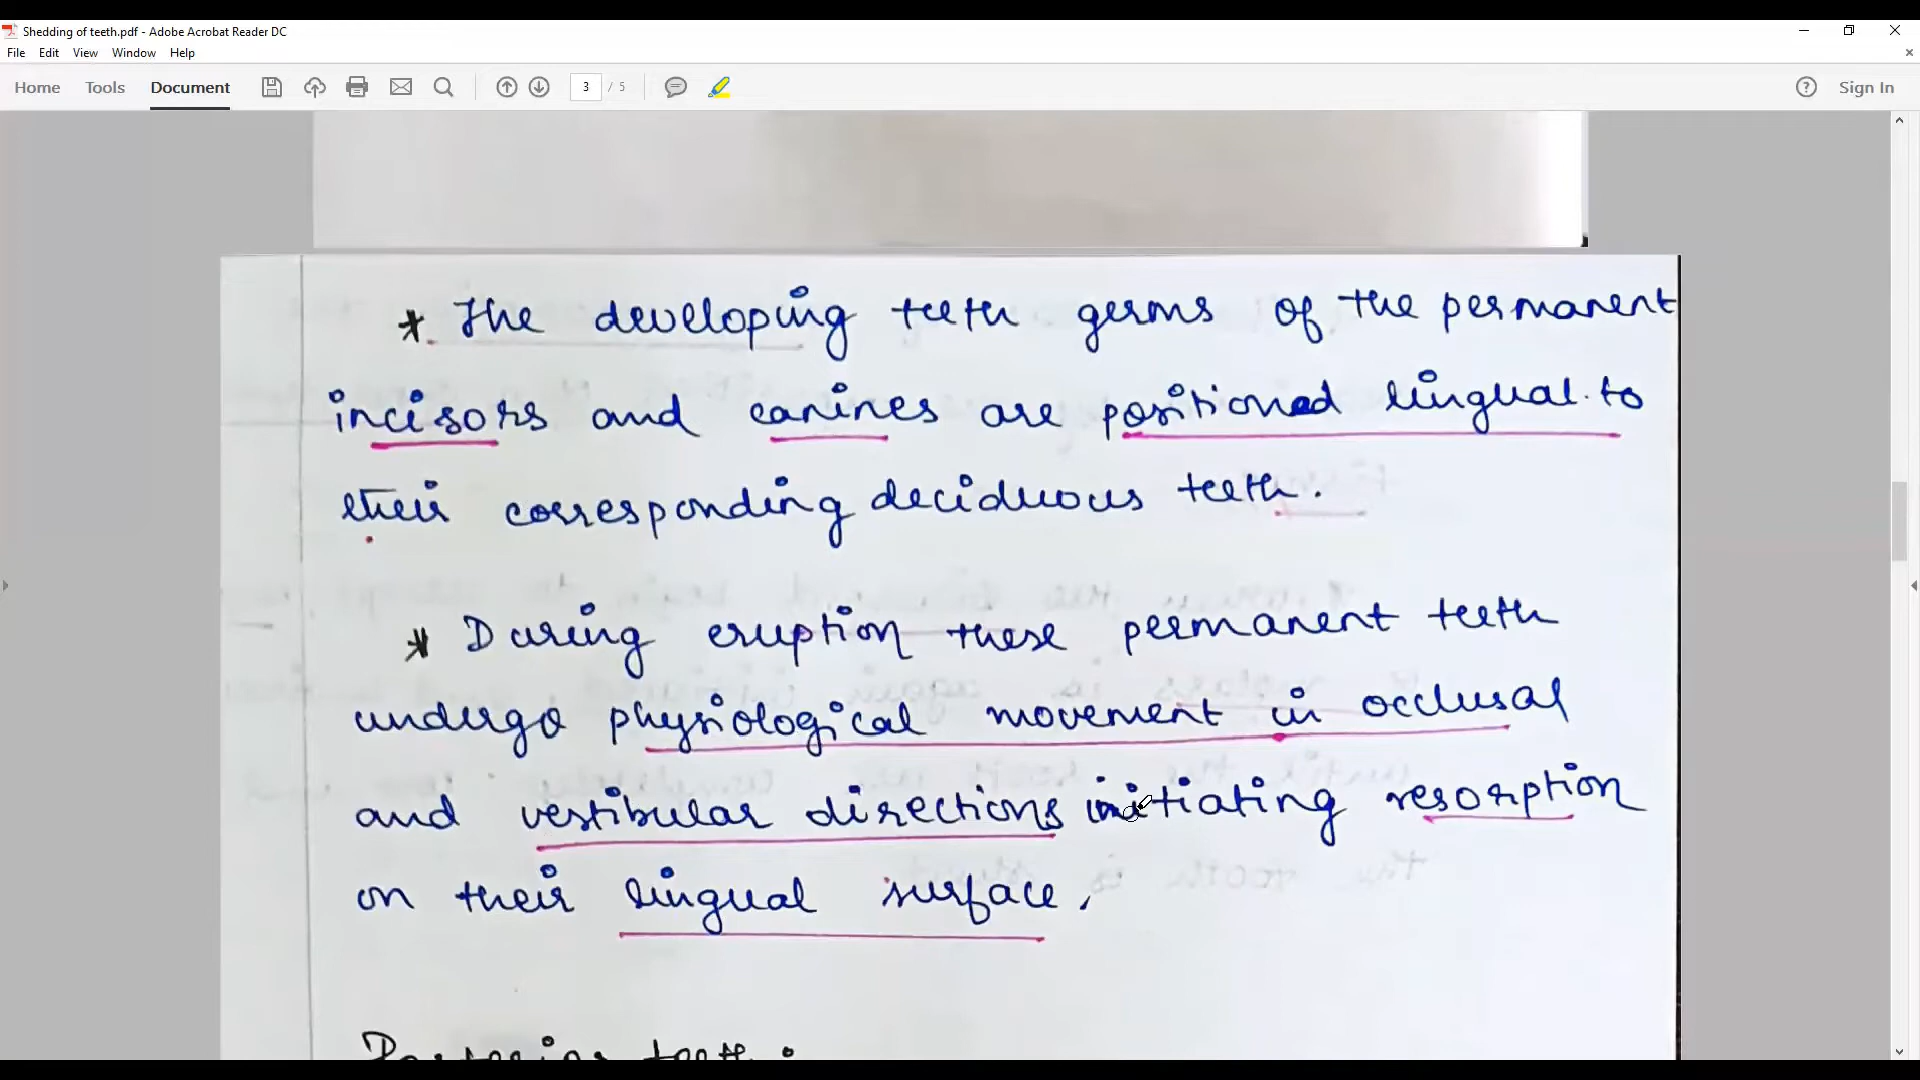 Shedding of teeth.pdf - Adobe Acrobat Reader DC
File Edit View Window Help
Home Tools Document 3 / 5 Sign In
* The developing teeth germs of the permanent
incisors and canines are positioned lingual to
their corresponding deciduous teeth.
* During eruption these permanent teeth
undergo physiological movement in occlusal
and vestibular directions initiating resorption
on their lingual surface,
Posterior teeth :